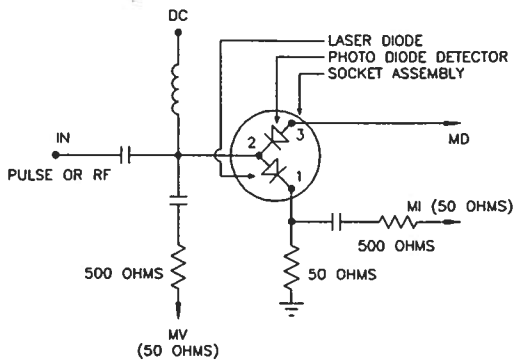 DC
LASER DIODE
PHOTO DIODE DETECTOR
SOCKET ASSEMBLY
IN
PULSE OR RF
2
3
1
MD
MI (50 OHMS)
500 OHMS
500 OHMS
50 OHMS
MV
(50 OHMS)